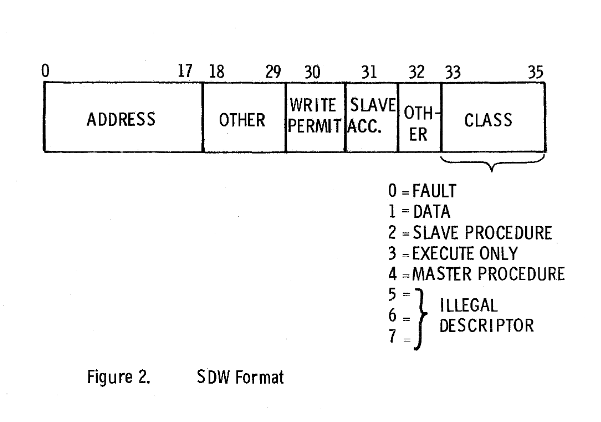 0 17 18 29 30 31 32 33 35
ADDRESS OTHER WRITE PERMIT SLAVE ACC. OTH- ER CLASS
0 = FAULT
1 = DATA
2 = SLAVE PROCEDURE
3 = EXECUTE ONLY
4 = MASTER PROCEDURE
5 =
6 =
7 =
ILLEGAL
DESCRIPTOR
Figure 2. SDW Format